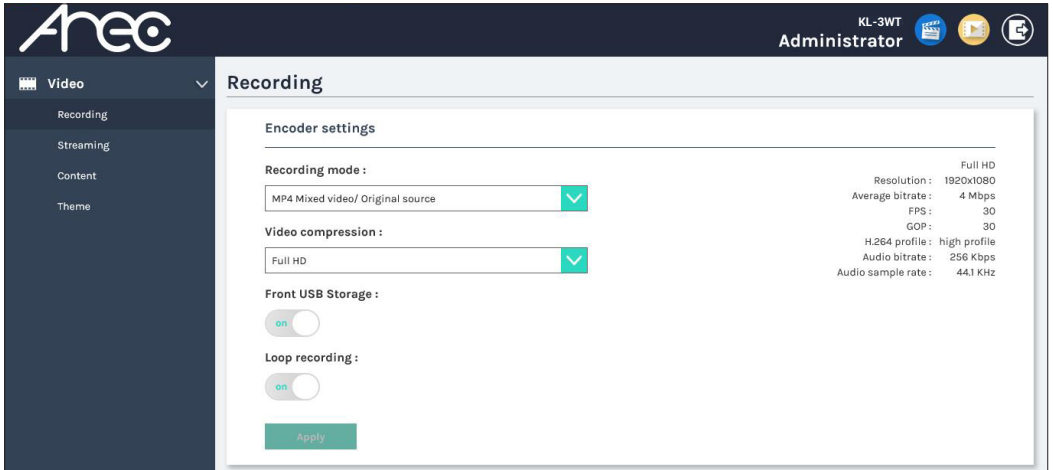 Arec
KL-3WT
Administrator
Video
Recording
Streaming
Content
Theme
Recording
Encoder settings
Recording mode :
MP4 Mixed video/ Original source
Video compression :
Full HD
Front USB Storage :
on
Loop recording :
on
Apply
Full HD
Resolution : 1920x1080
Average bitrate : 4 Mbps
FPS : 30
GOP : 30
H.264 profile : high profile
Audio bitrate : 256 Kbps
Audio sample rate : 44.1 KHz